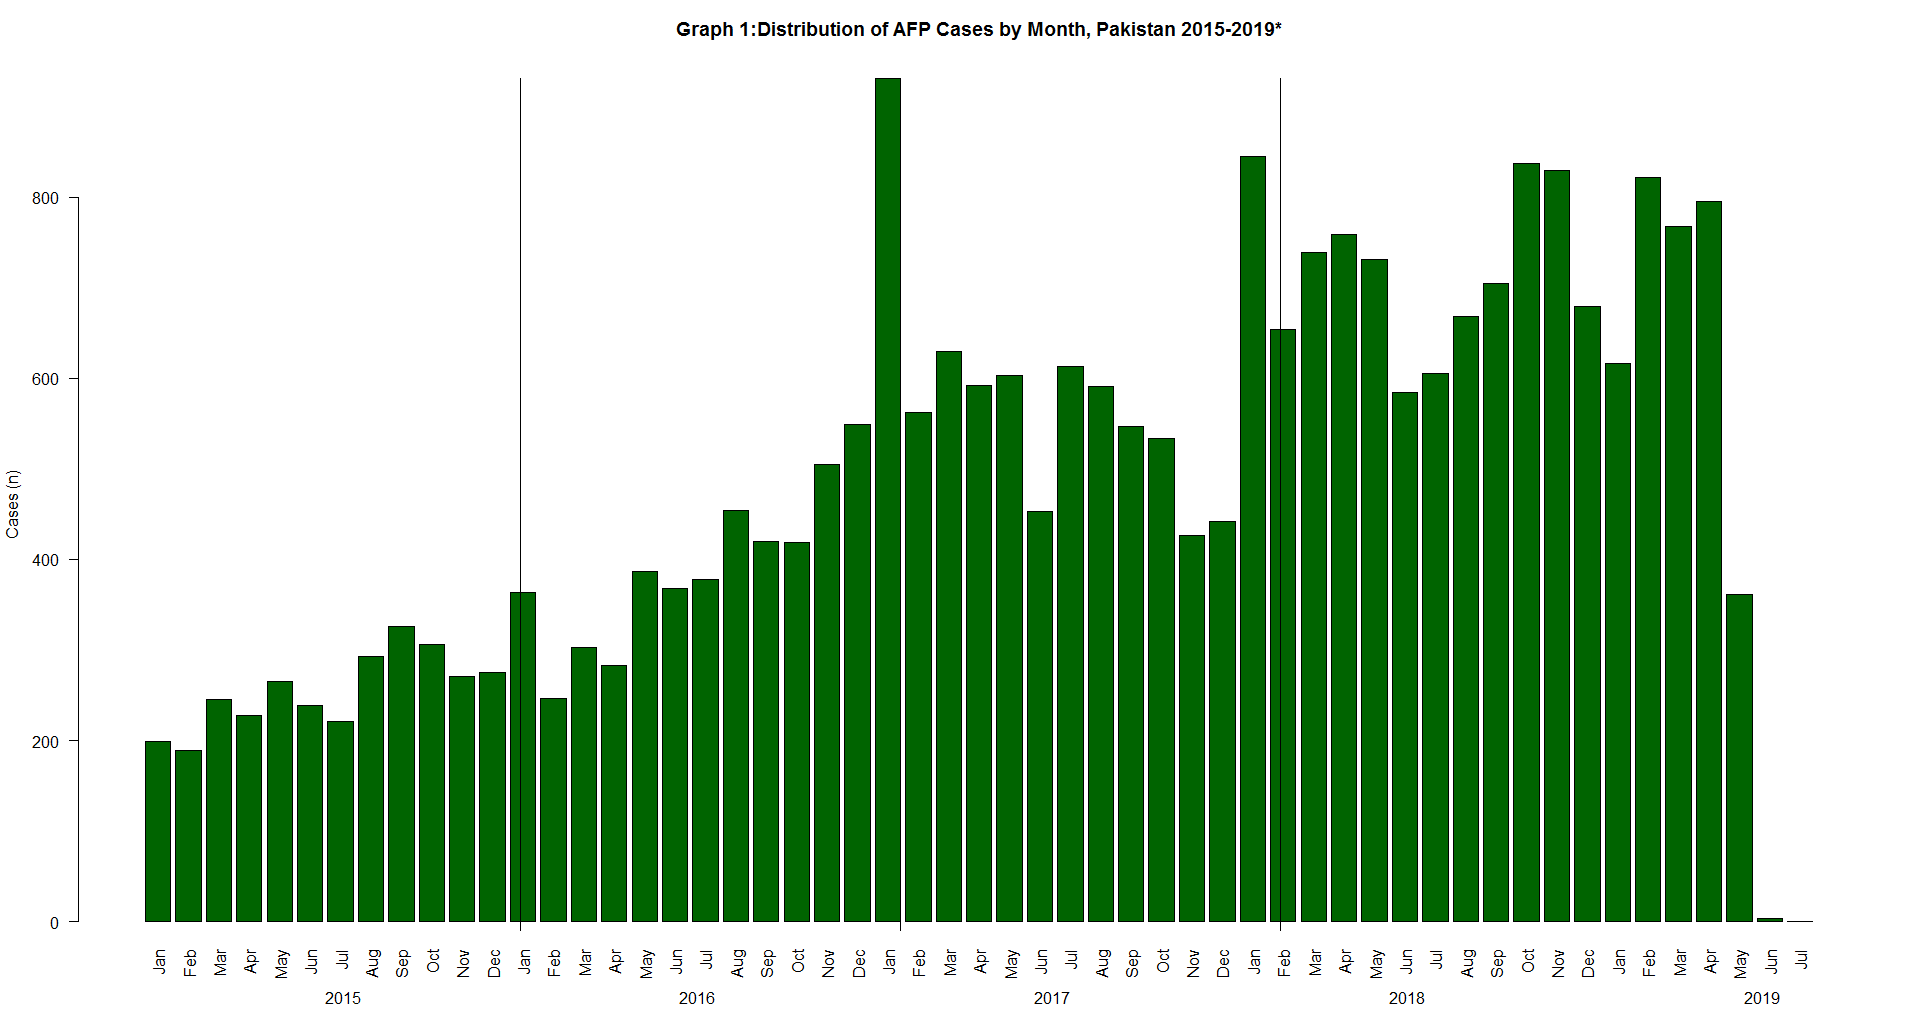 Graph 1:Distribution of AFP Cases by Month, Pakistan 2015-2019*
800
600
400
200
0
Cases (n)
Jan Feb Mar Apr May Jun Jul Aug Sep Oct Nov Dec Jan Feb Mar Apr May Jun Jul Aug Sep Oct Nov Dec Jan Feb Mar Apr May Jun Jul Aug Sep Oct Nov Dec Jan Feb Mar Apr May Jun Jul Aug Sep Oct Nov Dec Jan Feb Mar Apr May Jun Jul
2015 2016 2017 2018 2019